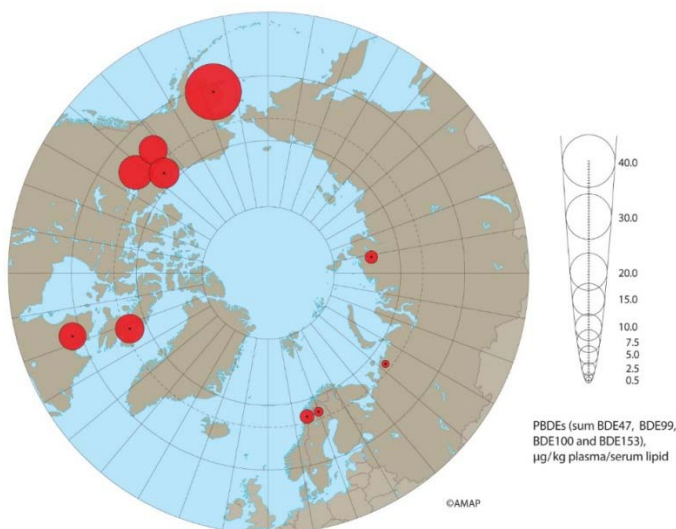 40.0
30.0
20.0
15.0
10.0
7.5
5.0
2.5
0.5
PBDEs (sum BDE47, BDE99,
BDE100 and BDE153),
µg/kg plasma/serum lipid
©AMAP